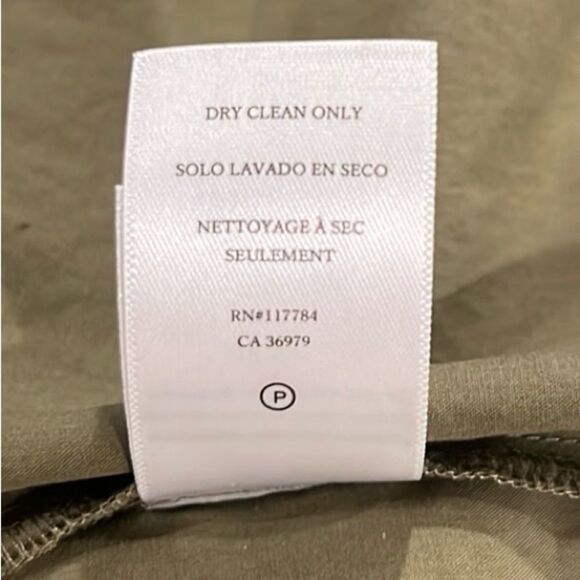 DRY CLEAN ONLY
SOLO LAVADO EN SECO
NETTOYAGE À SEC
SEULEMENT
RN#117784
CA 36979
P